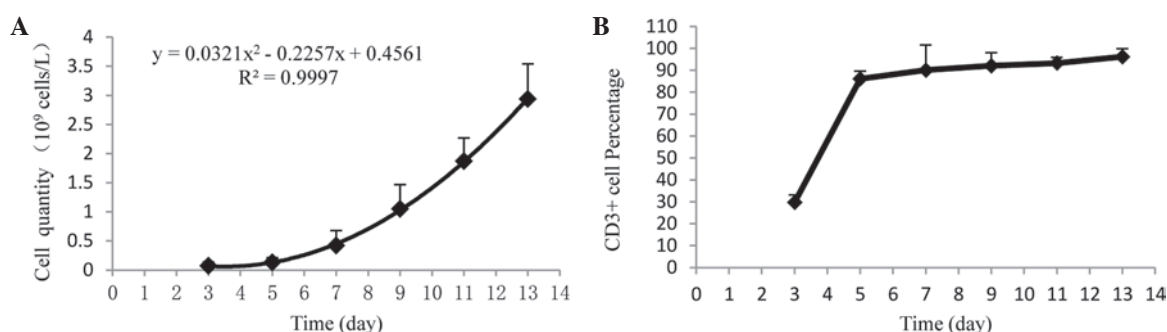 A
y = 0.0321x² - 0.2257x + 0.4561
R² = 0.9997
Cell quantity（10⁹ cells/L）
4
3.5
3
2.5
2
1.5
1
0.5
0
0 1 2 3 4 5 6 7 8 9 10 11 12 13 14
Time (day)
B
CD3+ cell Percentage
110
100
90
80
70
60
50
40
30
20
10
0
0 1 2 3 4 5 6 7 8 9 10 11 12 13 14
Time (day)